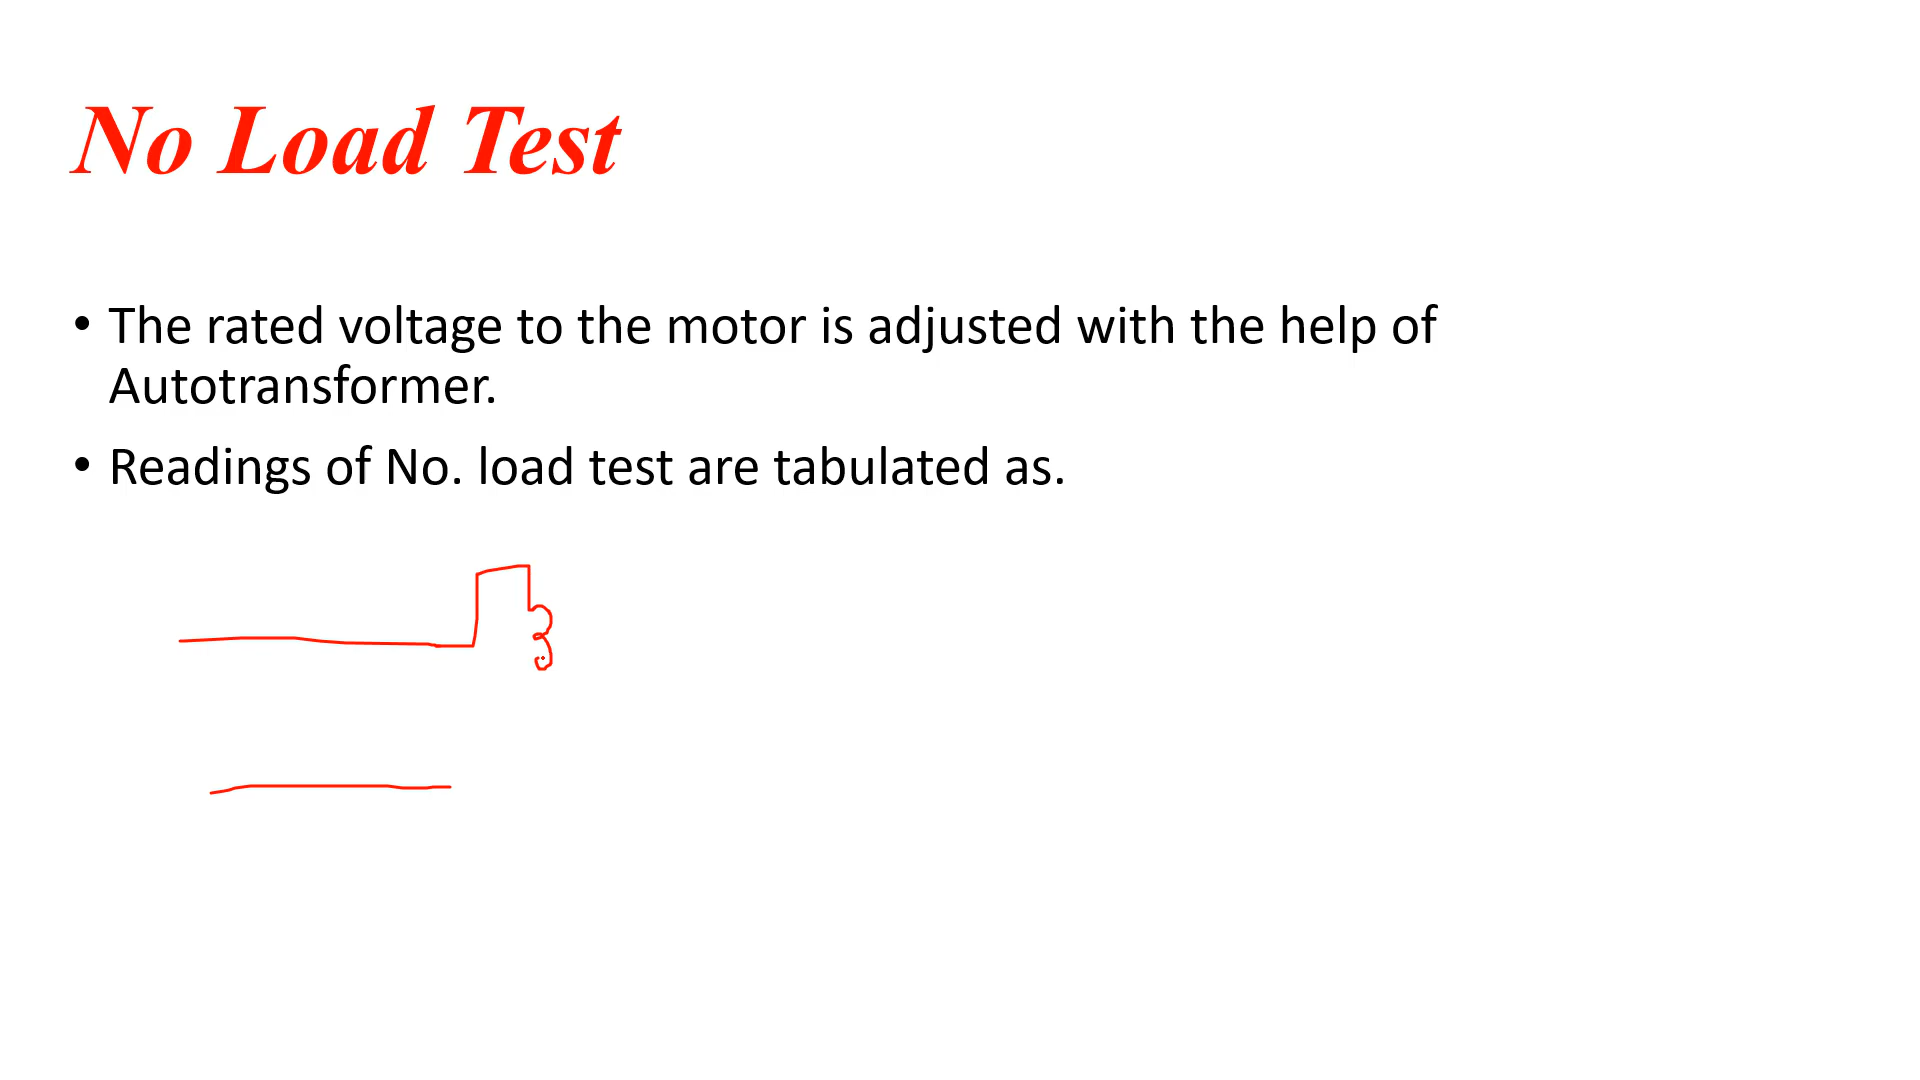 No Load Test
• The rated voltage to the motor is adjusted with the help of
Autotransformer.
• Readings of No. load test are tabulated as.